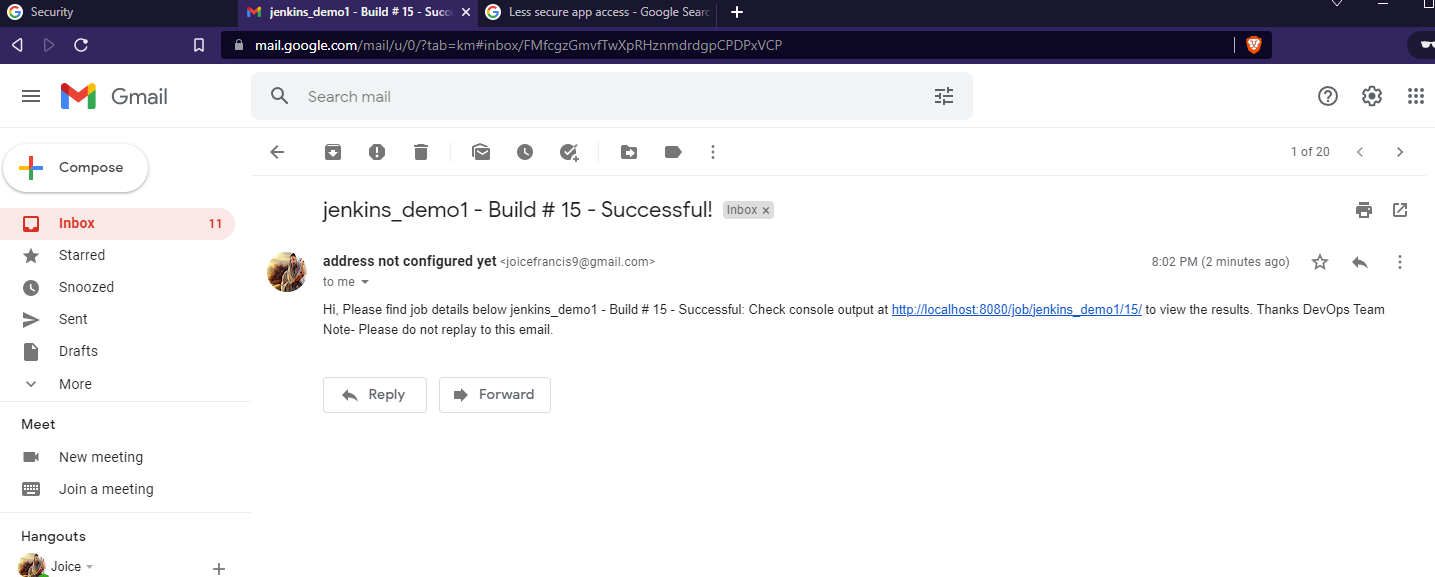 Security
jenkins_demo1 - Build # 15 - Succ
Less secure app access - Google Searc
mail.google.com/mail/u/0/?tab=km#inbox/FMfcgzGmvfTwXpRHznmdrdgpCPDPxVCP
Gmail
Search mail
Compose
1 of 20
jenkins_demo1 - Build # 15 - Successful!
Inbox ×
Inbox 11
address not configured yet <joicefrancis9@gmail.com>
8:02 PM (2 minutes ago)
to me
Starred
Snoozed
Hi, Please find job details below jenkins_demo1 - Build # 15 - Successful: Check console output at http://localhost:8080/job/jenkins_demo1/15/ to view the results. Thanks DevOps Team
Note- Please do not replay to this email.
Sent
Drafts
More
Reply
Forward
Meet
New meeting
Join a meeting
Hangouts
Joice